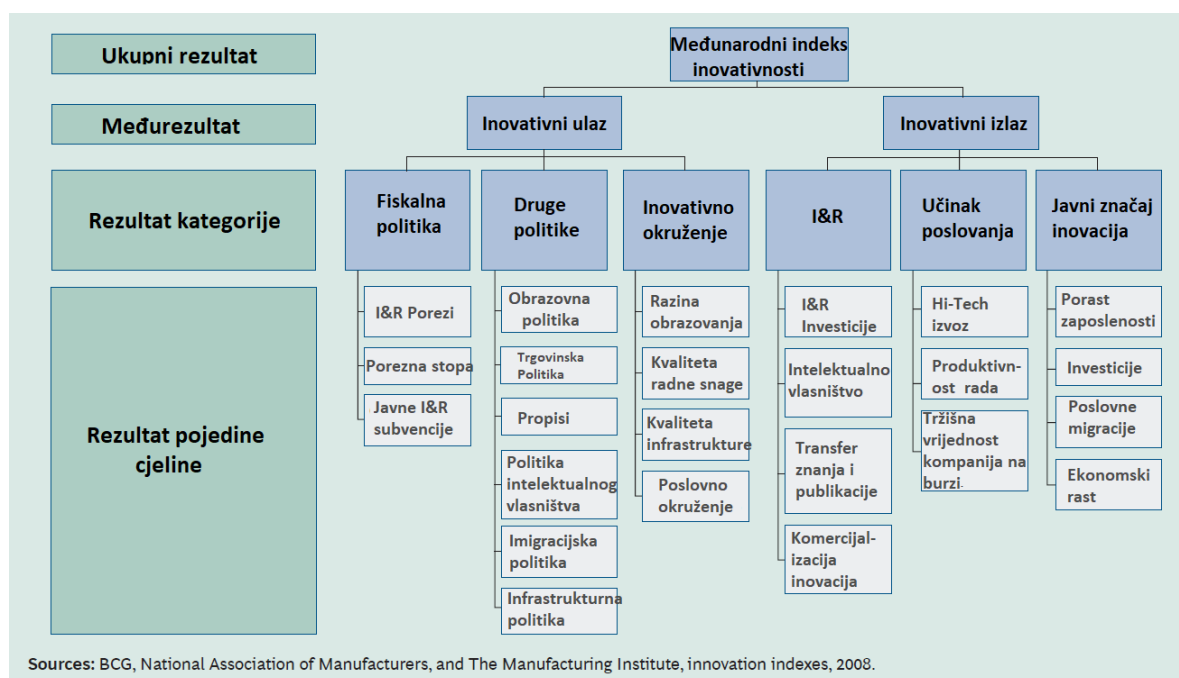 Ukupni rezultat
Međunarodni indeks
inovativnosti
Međurezultat
Inovativni ulaz
Inovativni izlaz
Rezultat kategorije
Fiskalna
politika
Druge
politike
Inovativno
okruženje
I&R
Učinak
poslovanja
Javni značaj
inovacija
Rezultat pojedine
cjeline
I&R Porezi
Porezna stopa
Javne I&R
subvencije
Obrazovna
politika
Trgovinska
Politika
Propisi
Politika
intelektualnog
vlasništva
Imigracijska
politika
Infrastrukturna
politika
Razina
obrazovanja
Kvaliteta
radne snage
Kvaliteta
infrastrukture
Poslovno
okruženje
I&R
Investicije
Intelektualno
vlasništvo
Transfer
znanja i
publikacije
Komercijal-
izacija
inovacija
Hi-Tech
izvoz
Produktivn-
ost rada
Tržišna
vrijednost
kompanija na
burzi.
Porast
zaposlenosti
Investicije
Poslovne
migracije
Ekonomski
rast
Sources: BCG, National Association of Manufacturers, and The Manufacturing Institute, innovation indexes, 2008.